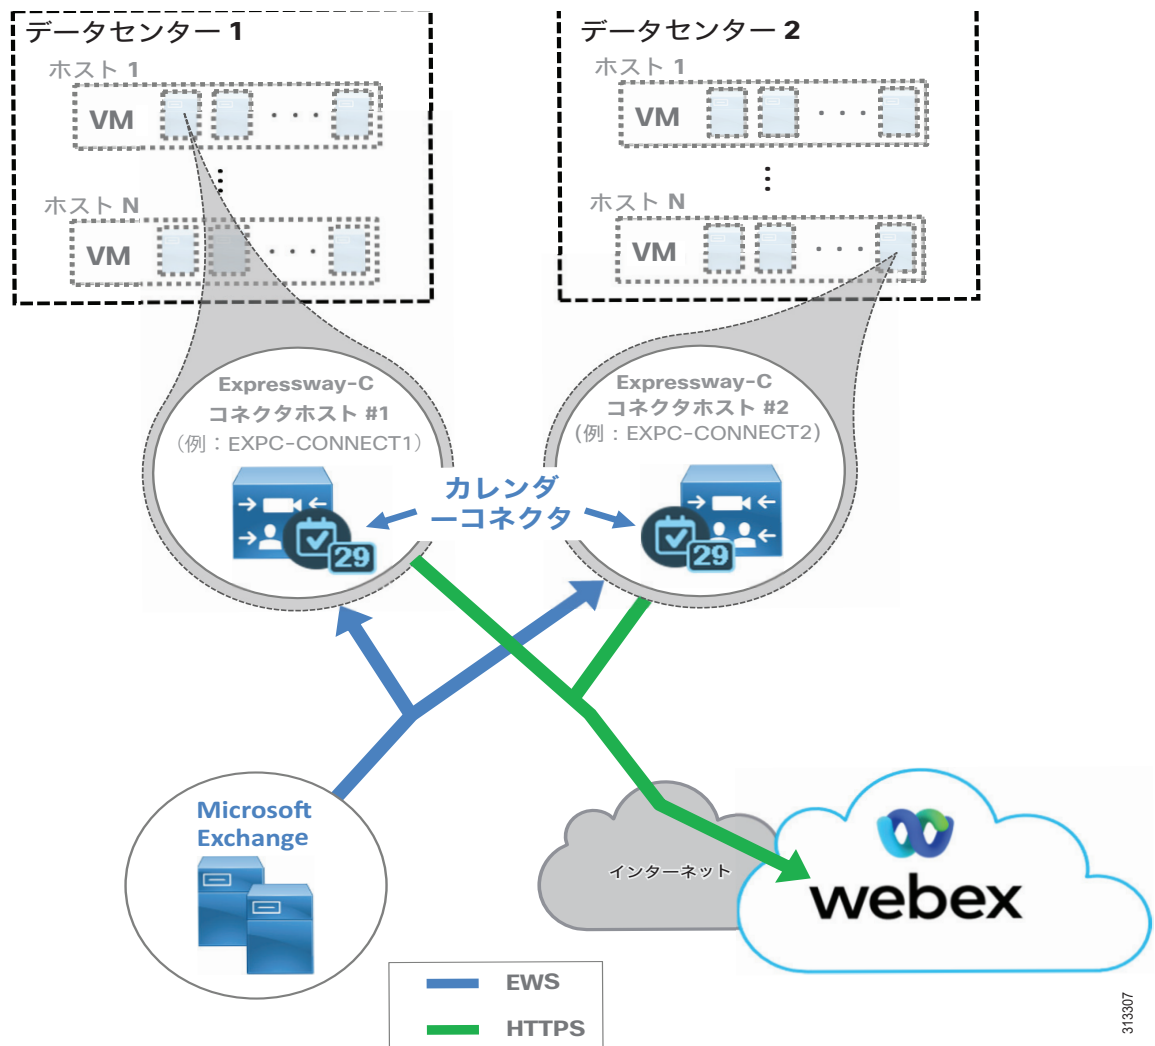 データセンター 1
ホスト 1
VM
ホスト N
VM
データセンター 2
ホスト 1
VM
ホスト N
VM
Expressway-C
コネクタホスト #1
（例：EXPC-CONNECT1）
Expressway-C
コネクタホスト #2
(例：EXPC-CONNECT2)
カレンダ
ーコネクタ
29
29
Microsoft
Exchange
インターネット
webex
EWS
HTTPS
313307